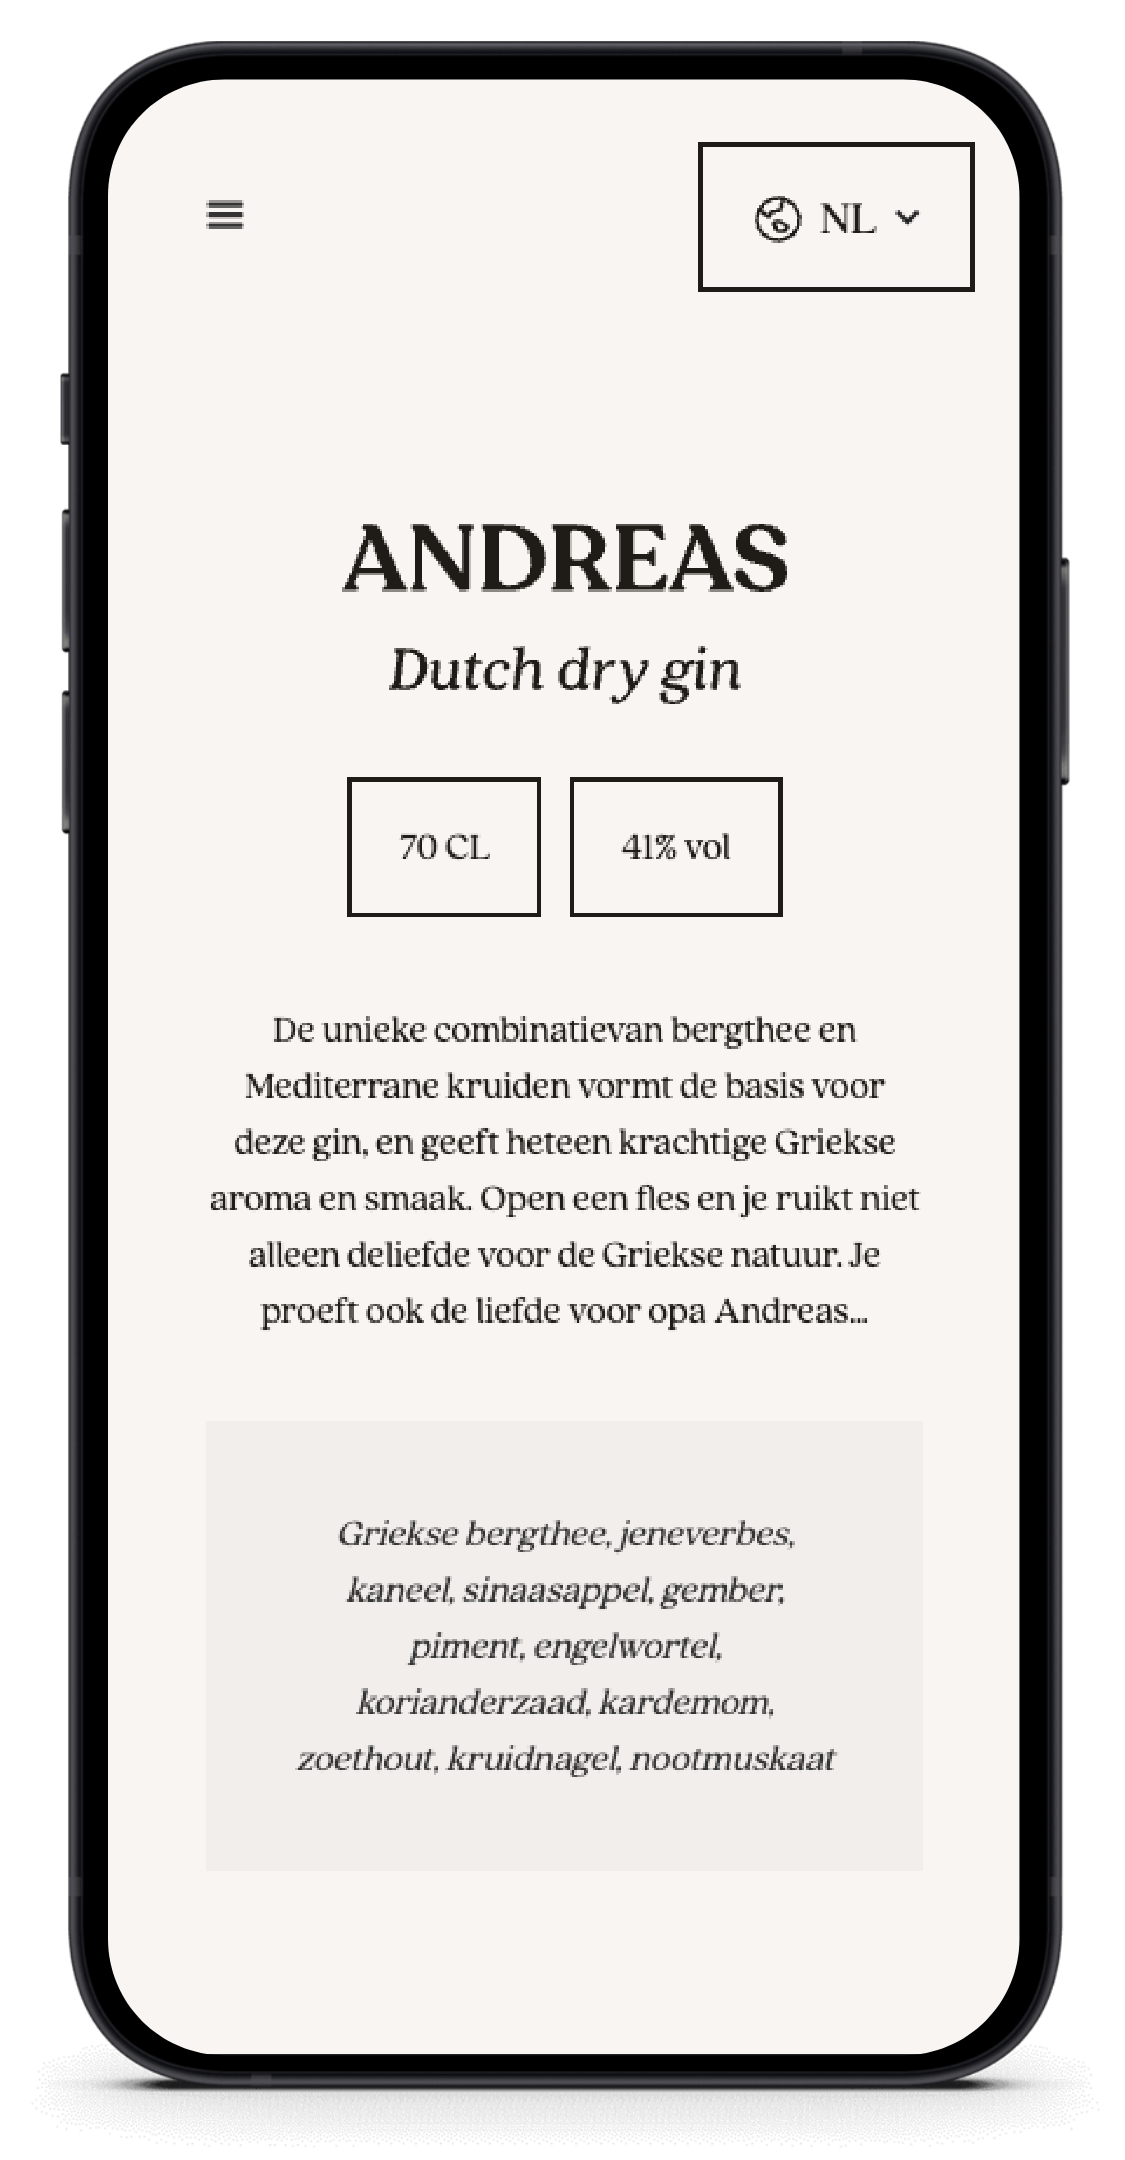 NL
ANDREAS
Dutch dry gin
70 CL
41% vol
De unieke combinatievan bergthee en
Mediterrane kruiden vormt de basis voor
deze gin, en geeft heteen krachtige Griekse
aroma en smaak. Open een fles en je ruikt niet
alleen deliefde voor de Griekse natuur. Je
proeft ook de liefde voor opa Andreas...
Griekse bergthee, jeneverbes,
kaneel, sinaasappel, gember,
piment, engelwortel,
korianderzaad, kardemom,
zoethout, kruidnagel, nootmuskaat